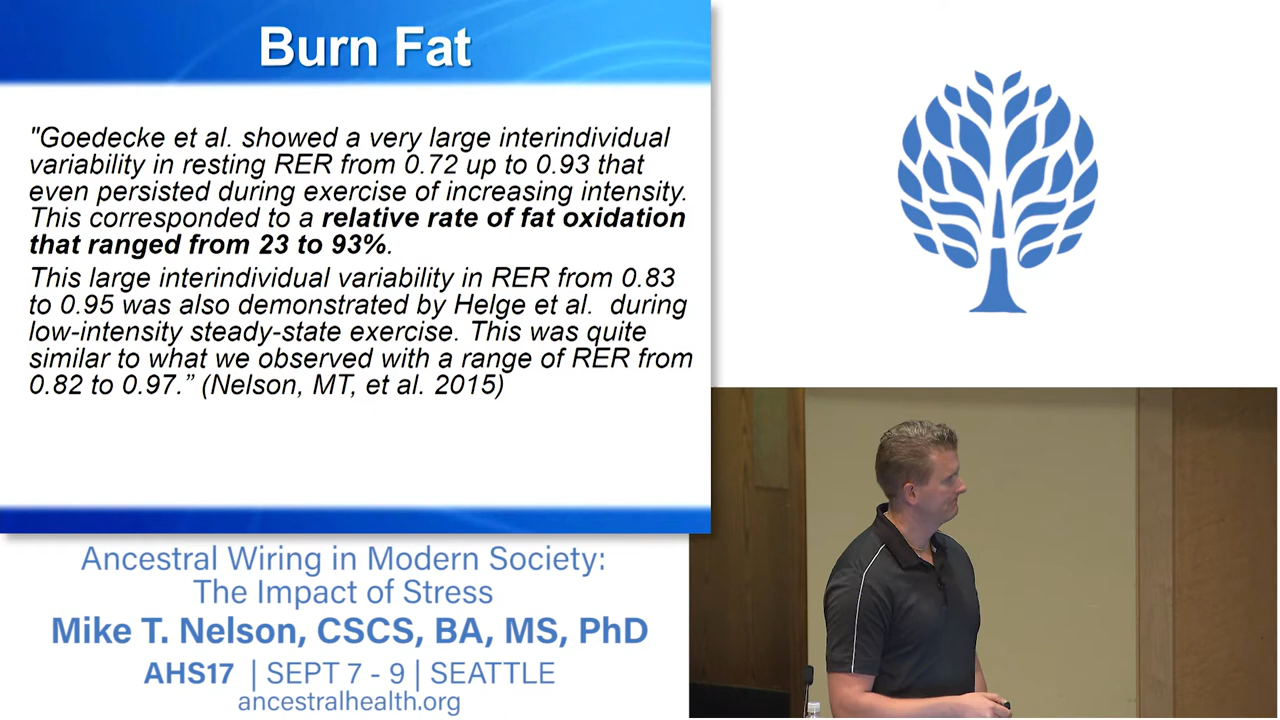 Burn Fat
"Goedecke et al. showed a very large interindividual
variability in resting RER from 0.72 up to 0.93 that
even persisted during exercise of increasing intensity.
This corresponded to a relative rate of fat oxidation
that ranged from 23 to 93%.
This large interindividual variability in RER from 0.83
to 0.95 was also demonstrated by Helge et al.  during
low-intensity steady-state exercise. This was quite
similar to what we observed with a range of RER from
0.82 to 0.97.” (Nelson, MT, et al. 2015)
Ancestral Wiring in Modern Society:
The Impact of Stress
Mike T. Nelson, CSCS, BA, MS, PhD
AHS17 | SEPT 7 - 9 | SEATTLE
ancestralhealth.org